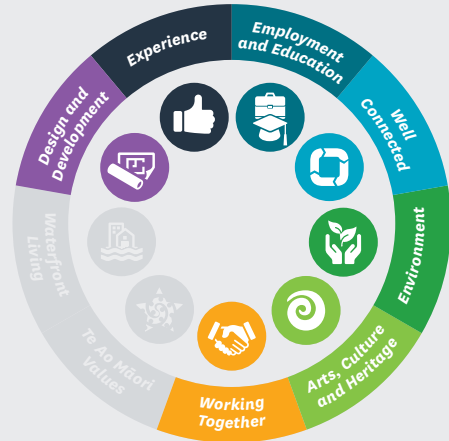 Experience
Employment
and Education
Well
Connected
Environment
Arts, Culture
and Heritage
Working
Together
Te Ao Māori
Values
Waterfront
Living
Design and
Development